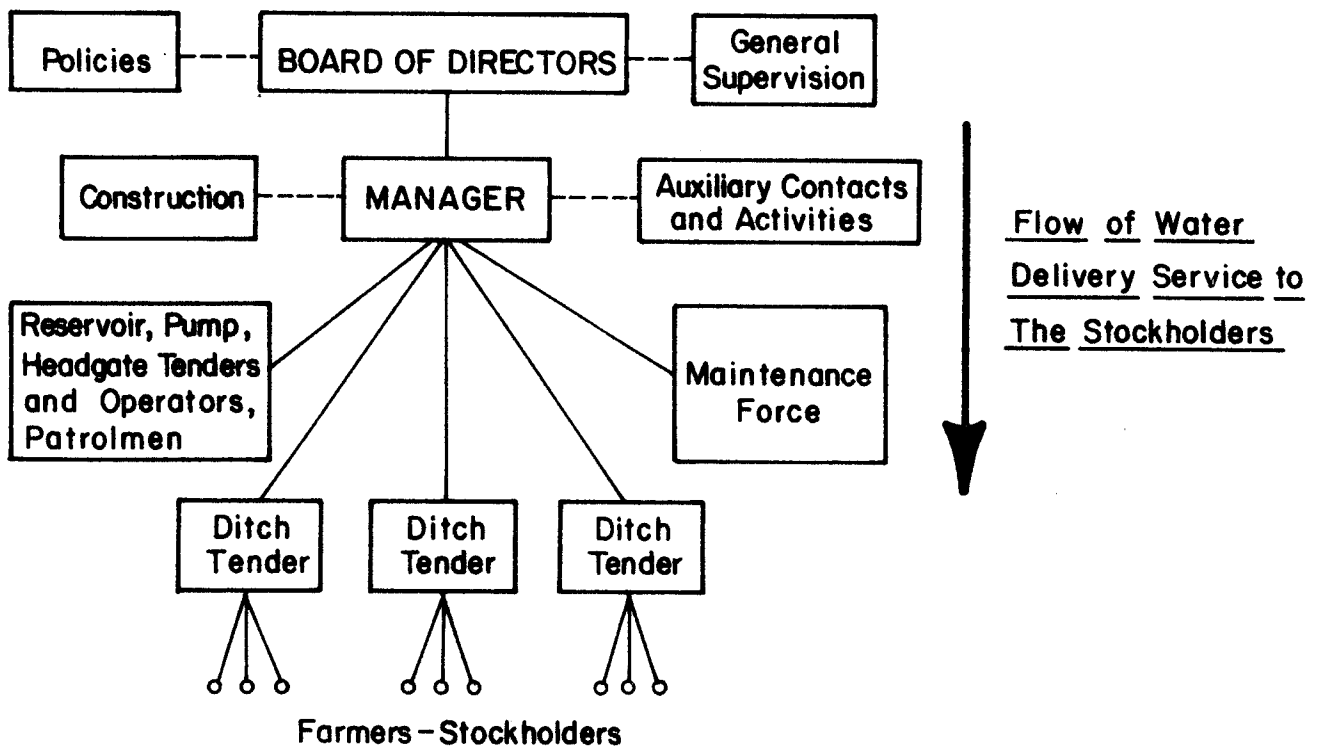 Policies
BOARD OF DIRECTORS
General
Supervision
Construction
MANAGER
Auxiliary Contacts
and Activities
Flow of Water
Delivery Service to
The Stockholders
Reservoir, Pump,
Headgate Tenders
and Operators,
Patrolmen
Maintenance
Force
Ditch
Tender
Ditch
Tender
Ditch
Tender
Farmers-Stockholders